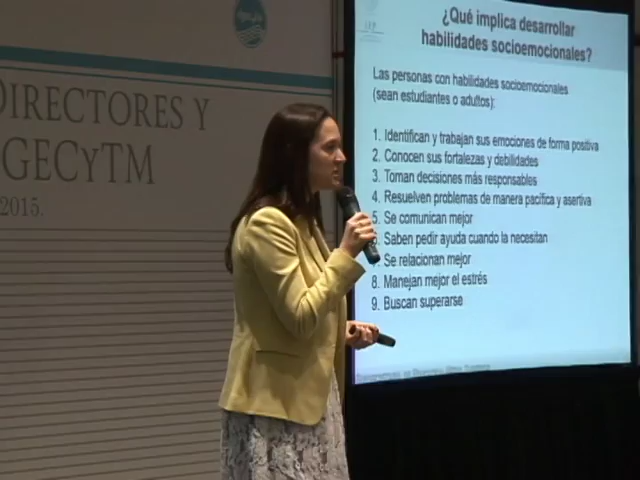 DIRECTORES Y
GECyTM
2015.
SEP
¿Qué implica desarrollar
habilidades socioemocionales?
Las personas con habilidades socioemocionales
(sean estudiantes o adultos):
1. Identifican y trabajan sus emociones de forma positiva
2. Conocen sus fortalezas y debilidades
3. Toman decisiones más responsables
4. Resuelven problemas de manera pacífica y asertiva
5. Se comunican mejor
Saben pedir ayuda cuando la necesitan
Se relacionan mejor
8. Manejan mejor el estrés
9. Buscan superarse